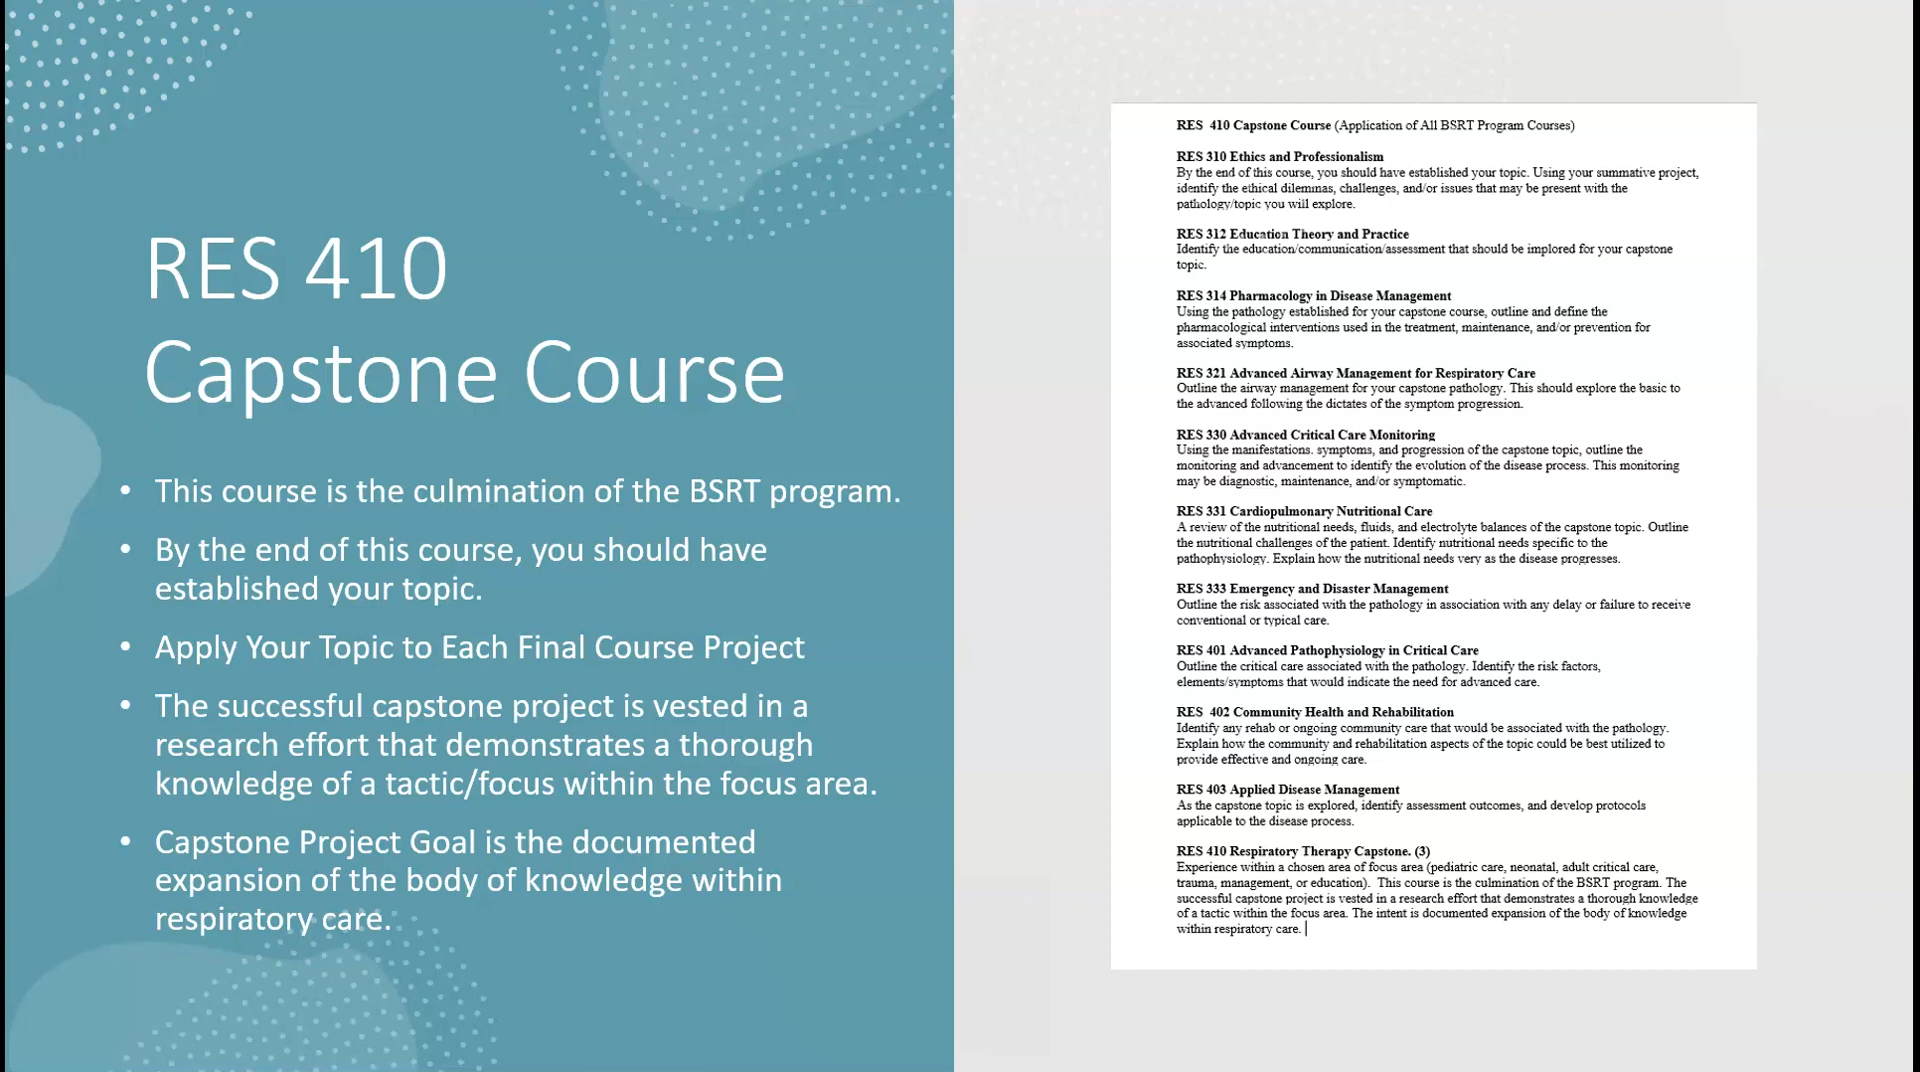 RES 410
Capstone Course
• This course is the culmination of the BSRT program.
• By the end of this course, you should have
established your topic.
• Apply Your Topic to Each Final Course Project
• The successful capstone project is vested in a
research effort that demonstrates a thorough
knowledge of a tactic/focus within the focus area.
• Capstone Project Goal is the documented
expansion of the body of knowledge within
respiratory care.
RES 410 Capstone Course (Application of All BSRT Program Courses)
RES 310 Ethics and Professionalism
By the end of this course, you should have established your topic. Using your summative project,
identify the ethical dilemmas, challenges, and/or issues that may be present with the
pathology/topic you will explore.
RES 312 Education Theory and Practice
Identify the education/communication/assessment that should be implored for your capstone
topic.
RES 314 Pharmacology in Disease Management
Using the pathology established for your capstone course, outline and define the
pharmacological interventions used in the treatment, maintenance, and/or prevention for
associated symptoms.
RES 321 Advanced Airway Management for Respiratory Care
Outline the airway management for your capstone pathology. This should explore the basic to
the advanced following the dictates of the symptom progression.
RES 330 Advanced Critical Care Monitoring
Using the manifestations. symptoms, and progression of the capstone topic, outline the
monitoring and advancement to identify the evolution of the disease process. This monitoring
may be diagnostic, maintenance, and/or symptomatic.
RES 331 Cardiopulmonary Nutritional Care
A review of the nutritional needs, fluids, and electrolyte balances of the capstone topic. Outline
the nutritional challenges of the patient. Identify nutritional needs specific to the
pathophysiology. Explain how the nutritional needs very as the disease progresses.
RES 333 Emergency and Disaster Management
Outline the risk associated with the pathology in association with any delay or failure to receive
conventional or typical care.
RES 401 Advanced Pathophysiology in Critical Care
Outline the critical care associated with the pathology. Identify the risk factors,
elements/symptoms that would indicate the need for advanced care.
RES 402 Community Health and Rehabilitation
Identify any rehab or ongoing community care that would be associated with the pathology.
Explain how the community and rehabilitation aspects of the topic could be best utilized to
provide effective and ongoing care.
RES 403 Applied Disease Management
As the capstone topic is explored, identify assessment outcomes, and develop protocols
applicable to the disease process.
RES 410 Respiratory Therapy Capstone. (3)
Experience within a chosen area of focus area (pediatric care, neonatal, adult critical care,
trauma, management, or education). This course is the culmination of the BSRT program. The
successful capstone project is vested in a research effort that demonstrates a thorough knowledge
of a tactic within the focus area. The intent is documented expansion of the body of knowledge
within respiratory care.